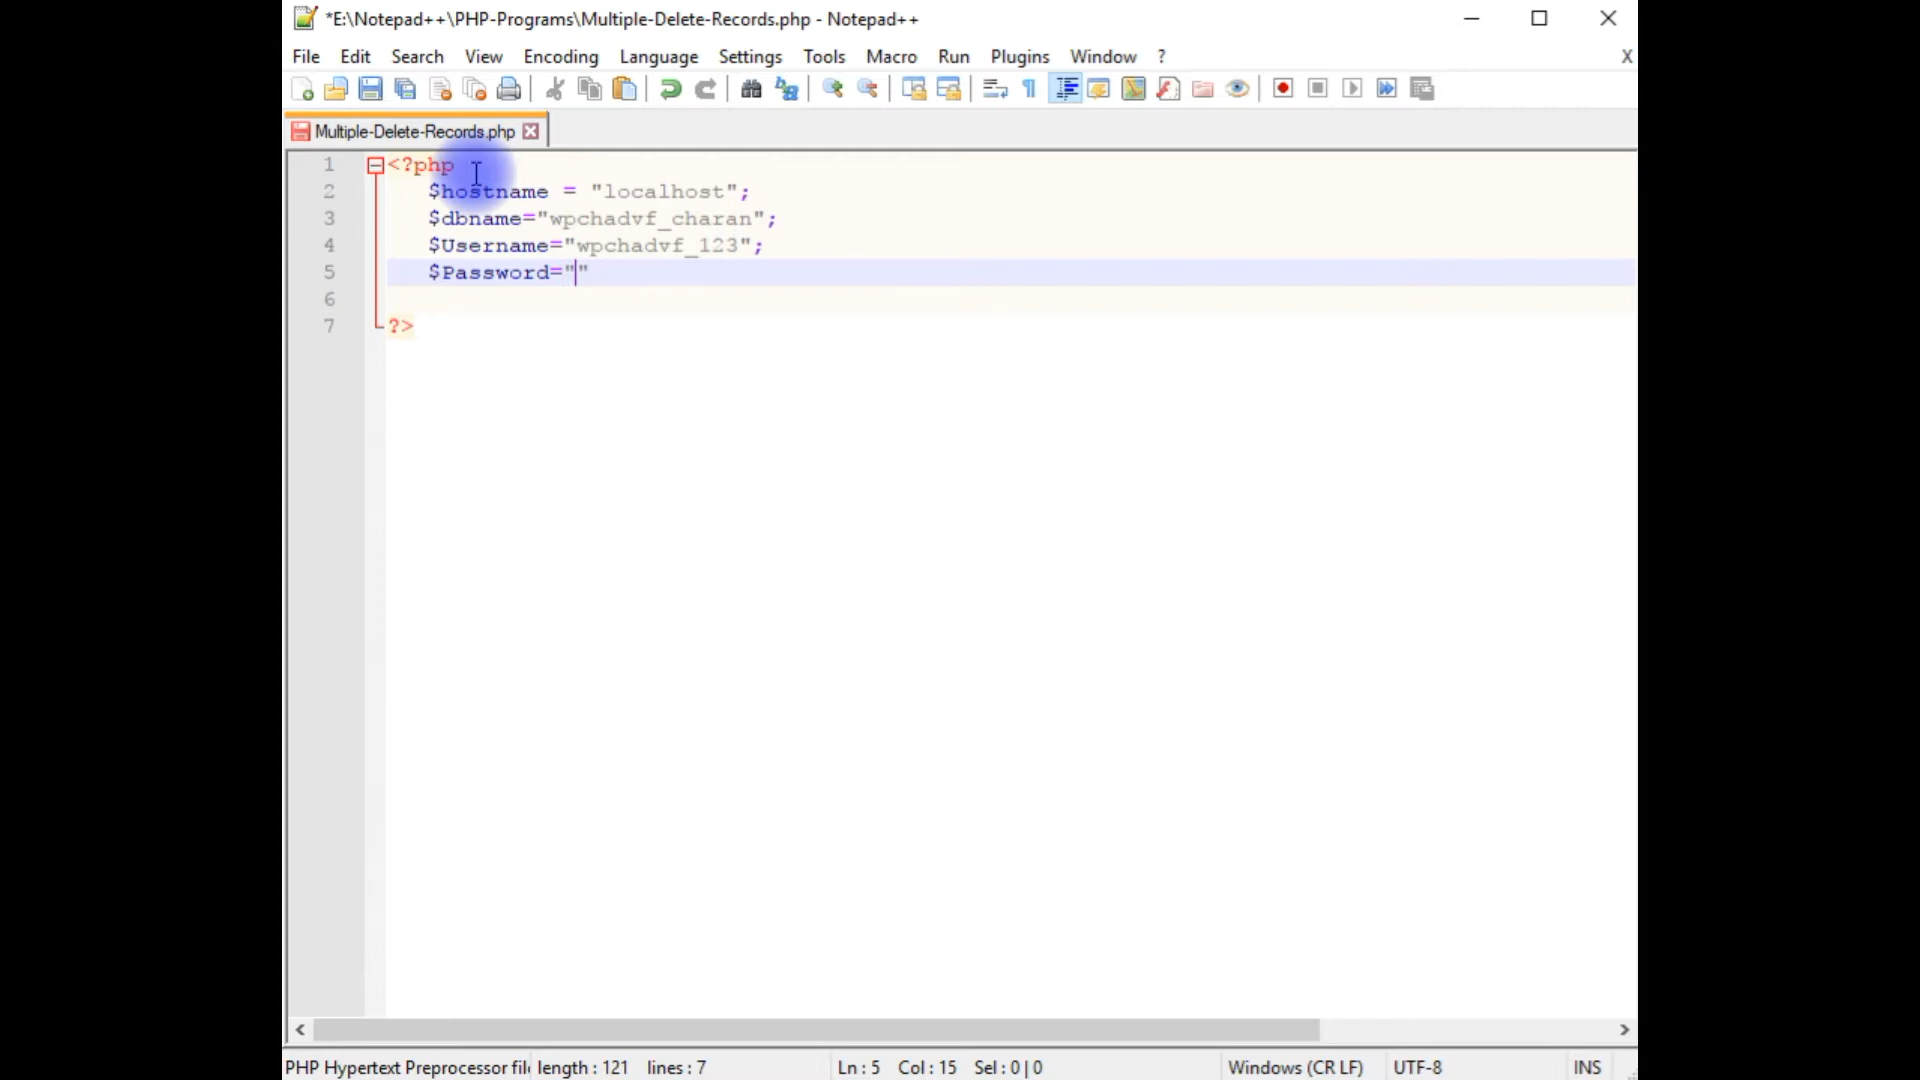 *E:\Notepad++\PHP-Programs\Multiple-Delete-Records.php - Notepad++
File Edit Search View Encoding Language Settings Tools Macro Run Plugins Window ? X
Multiple-Delete-Records.php
1 <?php
2 $hostname = "localhost";
3 $dbname="wpchadvf_charan";
4 $Username="wpchadvf_123";
5 $Password=""
6
7 ?>
PHP Hypertext Preprocessor fil length : 121 lines : 7 Ln : 5 Col : 15 Sel : 0 | 0 Windows (CR LF) UTF-8 INS